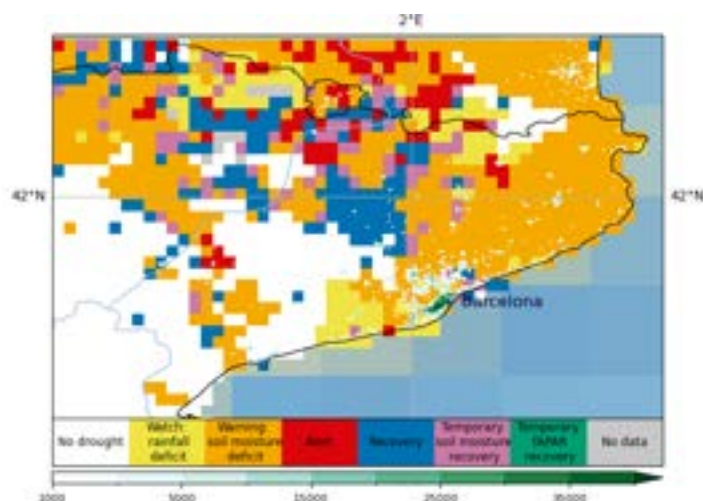 2°E
42°N
42°N
Barcelona
No drought
Watch:
rainfall
deficit
Warning:
soil moisture
deficit
Alert
Recovery
Temporary
soil moisture
recovery
Temporary
fAPAR
recovery
No data
5000
15000
25000
35000